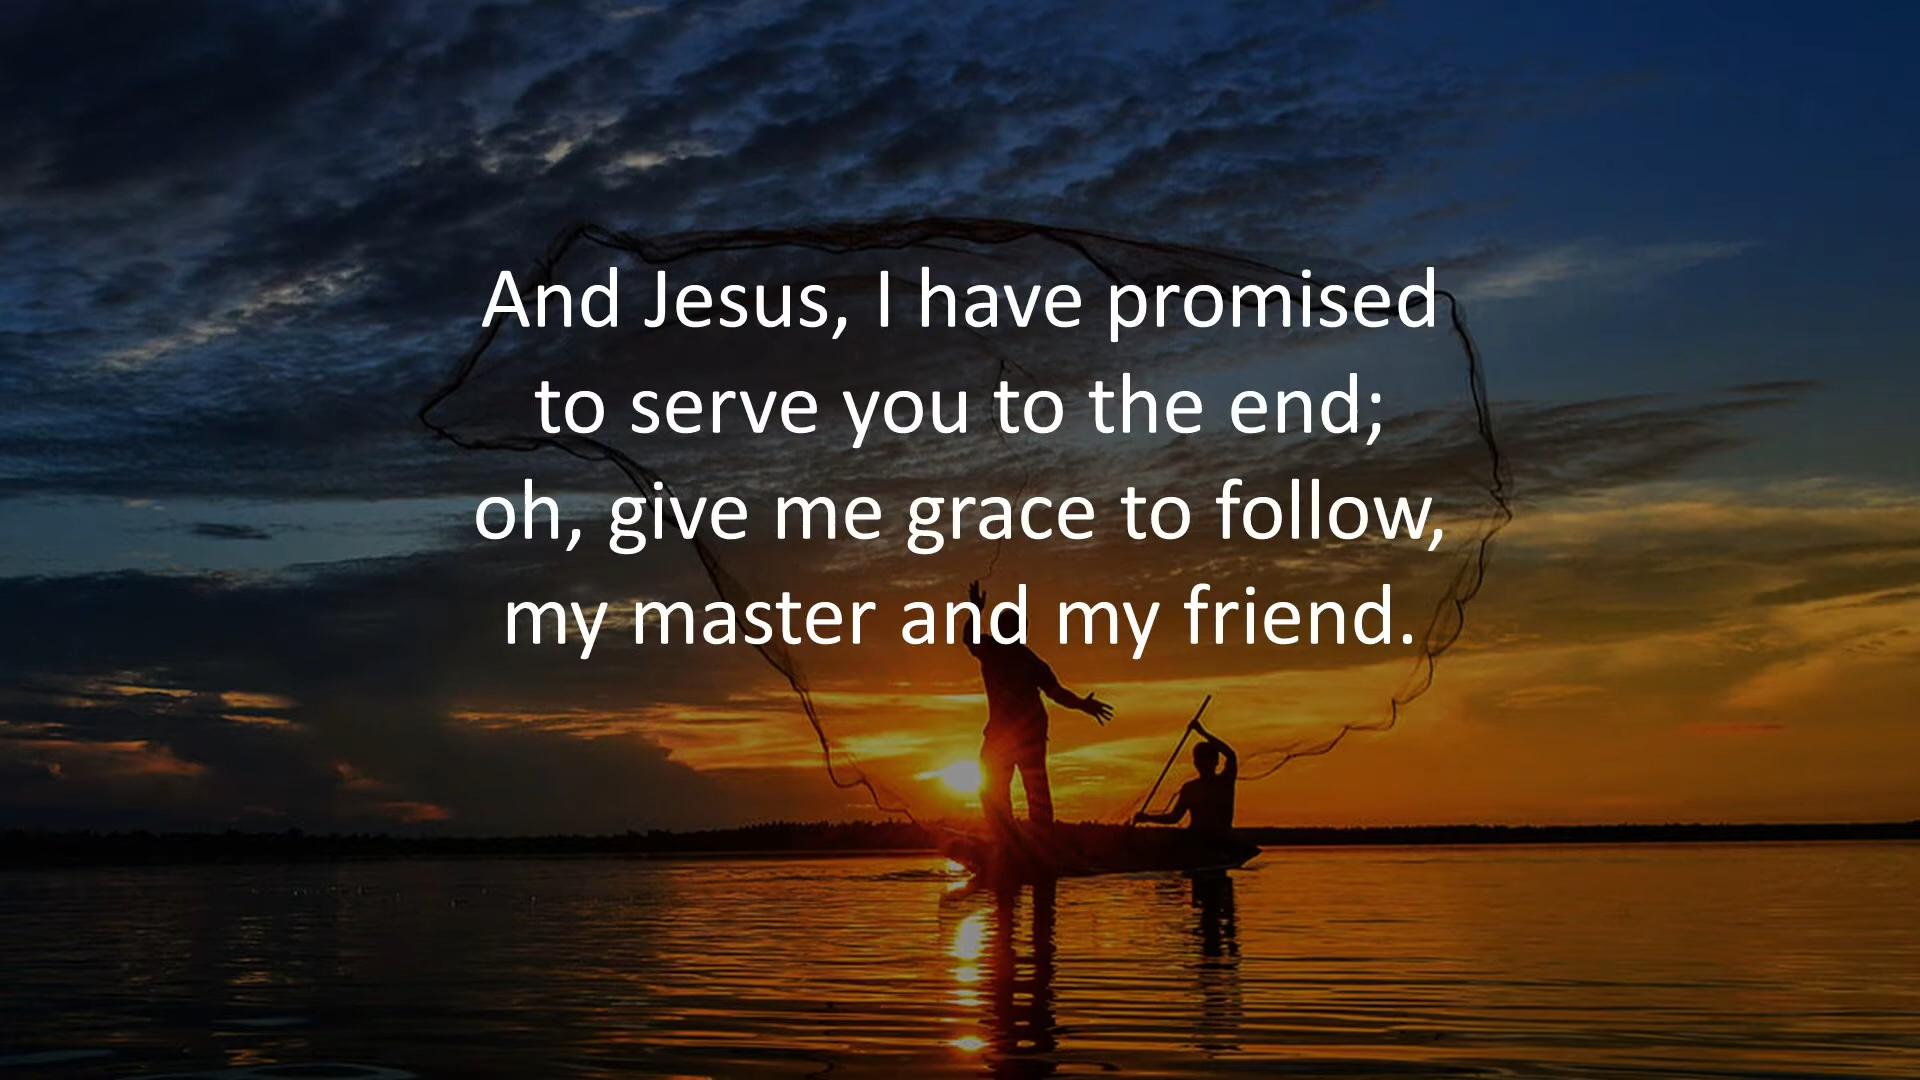 And Jesus, I have promised
to serve you to the end;
oh, give me grace to follow,
my master and my friend.